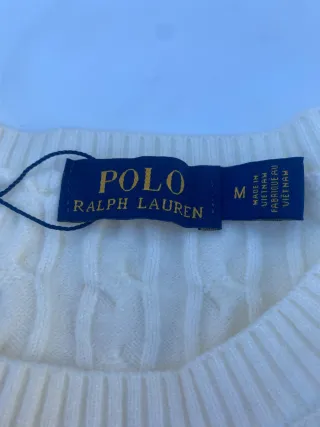 POLO
RALPH LAUREN
M
MADE IN
VIETNAM
FABRIQUÉ AU
VIETNAM